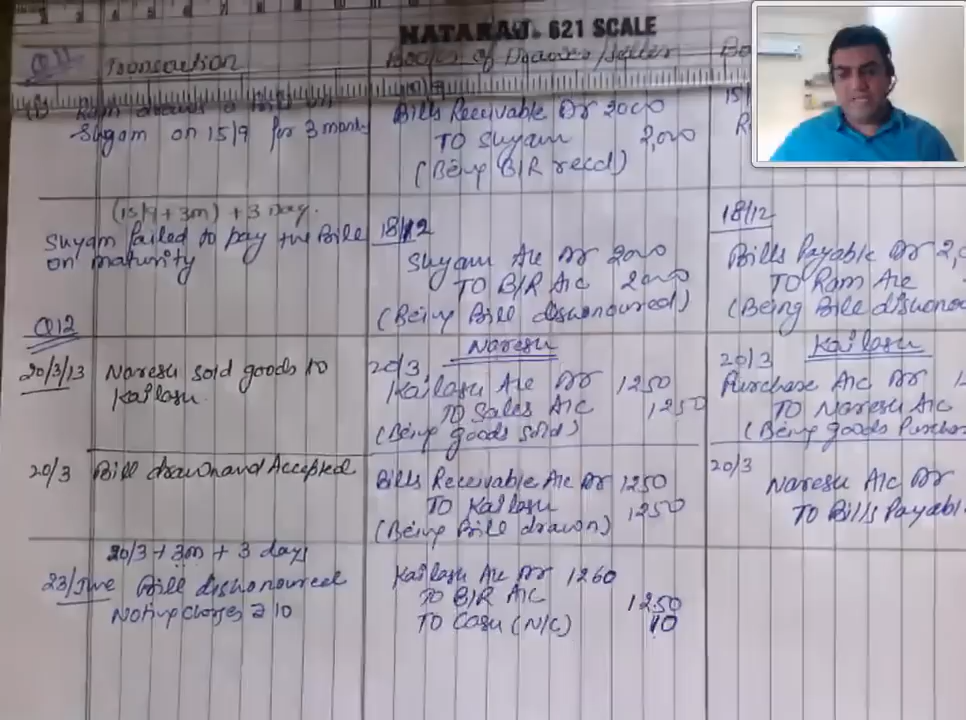 NATARAJ. 621 SCALE
Q11
Transaction
Books of Drawer/Seller
(1) Ram draws a Bill on
Shyam on 15/9 for 3 months
Bills Receivable Dr 2000
TO Shyam 2,000
(Being B/R recd)
15/
R
(15/9 + 3m) + 3 Day.
Shyam failed to pay the Bill
on maturity
18/12
Shyam A/c Dr 2000
TO B/R A/C 2000
(Being Bill dishonoured)
18/12
Bills Payable Dr 2,
TO Ram A/c
(Being Bill dishono
Q12
20/3/13 Naresh sold goods to
Kailash.
Naresh
20/3
Kailash A/c Dr 1250
TO Sales A/C 1250
(Being goods sold)
20/3 Kailash
Purchase A/C Dr 1
TO Naresh A/C
(Being goods Purcha
20/3 Bill drawn and Accepted
Bills Receivable A/c Dr 1250
TO Kailash 1250
(Being Bill drawn)
20/3
Naresh A/C Dr
TO Bills Payabl
20/3 + 3m + 3 days
23/June Bill dishonoured
Noting Charges ₹ 10
Kailash A/c Dr 1260
TO B/R A/C 1250
TO Cash (N/C) 10